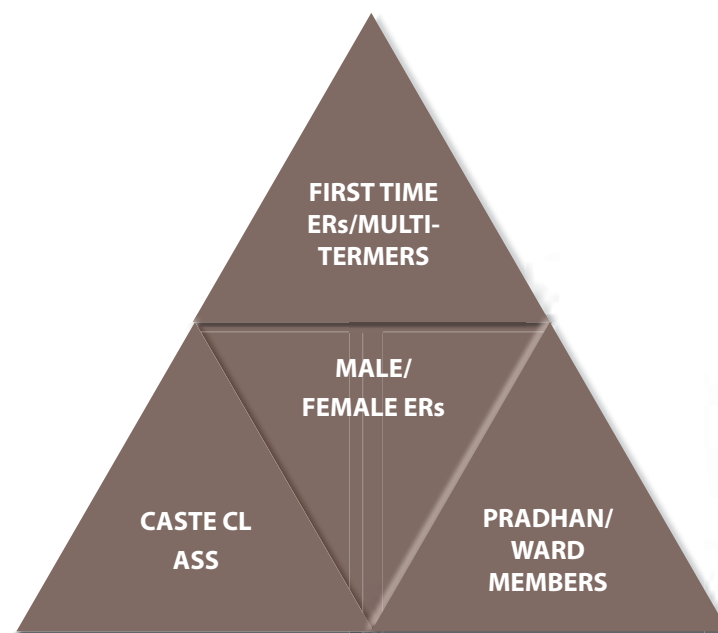 FIRST TIME
ERs/MULTI-
TERMERS
MALE/
FEMALE ERs
CASTE CL
ASS
PRADHAN/
WARD
MEMBERS